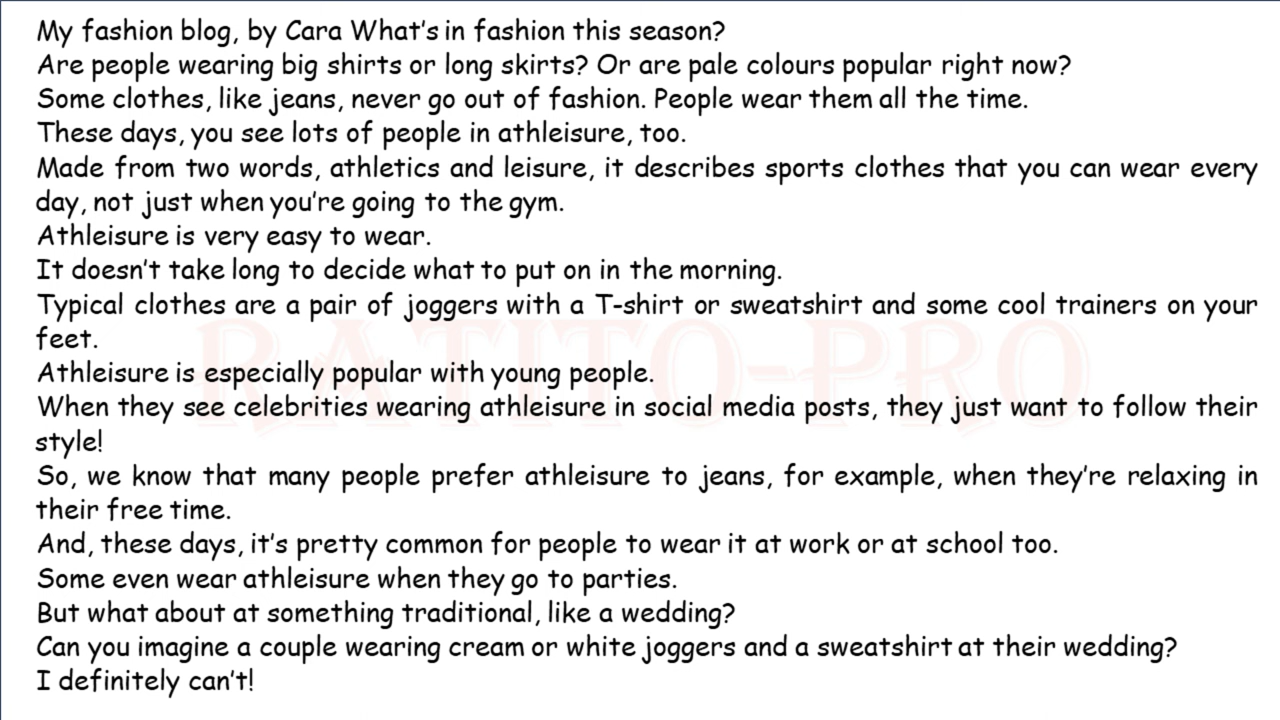 My fashion blog, by Cara What's in fashion this season?
Are people wearing big shirts or long skirts? Or are pale colours popular right now?
Some clothes, like jeans, never go out of fashion. People wear them all the time.
These days, you see lots of people in athleisure, too.
Made from two words, athletics and leisure, it describes sports clothes that you can wear every
day, not just when you're going to the gym.
Athleisure is very easy to wear.
It doesn't take long to decide what to put on in the morning.
Typical clothes are a pair of joggers with a T-shirt or sweatshirt and some cool trainers on your
feet.
RATITO-PRO
Athleisure is especially popular with young people.
When they see celebrities wearing athleisure in social media posts, they just want to follow their
style!
So, we know that many people prefer athleisure to jeans, for example, when they're relaxing in
their free time.
And, these days, it's pretty common for people to wear it at work or at school too.
Some even wear athleisure when they go to parties.
But what about at something traditional, like a wedding?
Can you imagine a couple wearing cream or white joggers and a sweatshirt at their wedding?
I definitely can't!